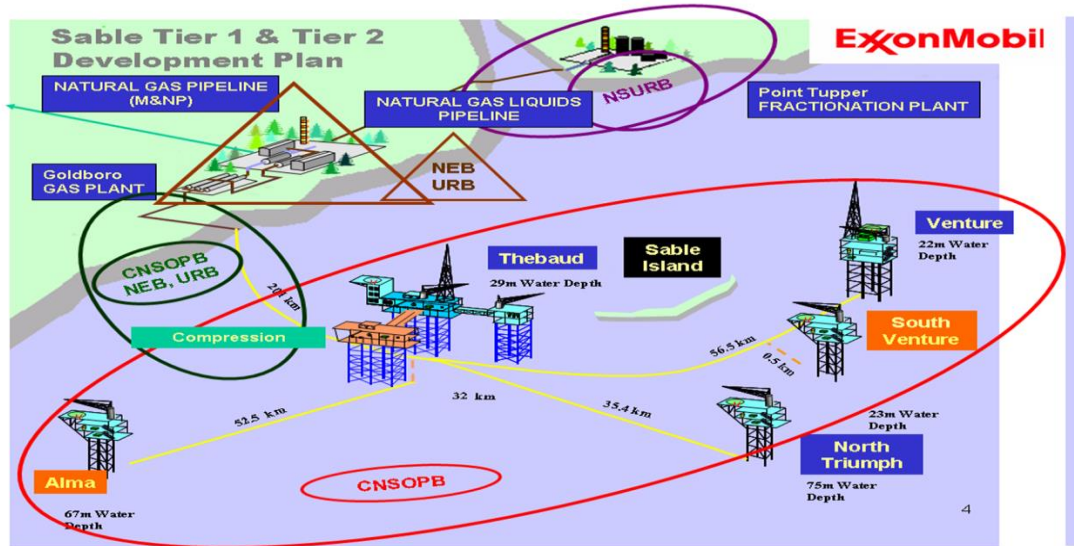 Sable Tier 1 & Tier 2
Development Plan
ExxonMobil
NATURAL GAS PIPELINE
(M&NP)
NATURAL GAS LIQUIDS
PIPELINE
NSURB
Point Tupper
FRACTIONATION PLANT
Goldboro
GAS PLANT
NEB
URB
CNSOPB
NEB, URB
km
Compression
Thebaud
29m Water Depth
Sable
Island
Venture
22m Water
Depth
South
Venture
56.5 km
0.5 km
52.5 km
32 km
35.4 km
23m Water
Depth
North
Triumph
75m Water
Depth
Alma
67m Water
Depth
CNSOPB
4